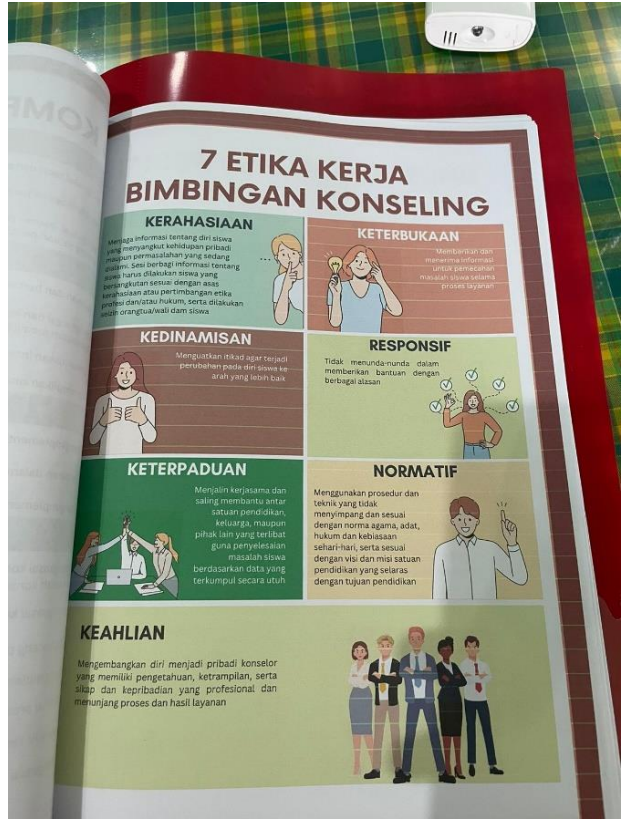 7 ETIKA KERJA
BIMBINGAN KONSELING
KERAHASIAAN
Menjaga informasi tentang diri siswa
yang menyangkut kehidupan pribadi
maupun permasalahan yang sedang
dialami. Sesi berbagi informasi tentang
siswa harus dilakukan siswa yang
bersangkutan sesuai dengan asas
kerahasiaan atau pertimbangan etika
profesi dan/atau hukum, serta dilakukan
seizin orangtua/wali dam siswa
KETERBUKAAN
Memberikan dan
menerima informasi
untuk pemecahan
masalah siswa selama
proses layanan
KEDINAMISAN
Menguatkan itikad agar terjadi
perubahan pada diri siswa ke
arah yang lebih baik
RESPONSIF
Tidak menunda-nunda dalam
memberikan bantuan dengan
berbagai alasan
KETERPADUAN
Menjalin kerjasama dan
saling membantu antar
satuan pendidikan,
keluarga, maupun
pihak lain yang terlibat
guna penyelesaian
masalah siswa
berdasarkan data yang
terkumpul secara utuh
NORMATIF
Menggunakan prosedur dan
teknik yang tidak
menyimpang dan sesuai
dengan norma agama, adat,
hukum dan kebiasaan
sehari-hari, serta sesuai
dengan visi dan misi satuan
pendidikan yang selaras
dengan tujuan pendidikan
KEAHLIAN
Mengembangkan diri menjadi pribadi konselor
yang memiliki pengetahuan, ketrampilan, serta
sikap dan kepribadian yang profesional dan
menunjang proses dan hasil layanan